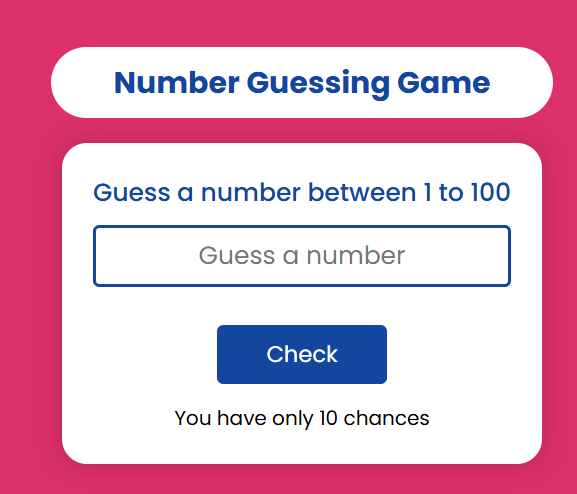 Number Guessing Game
Guess a number between 1 to 100
Guess a number
Check
You have only 10 chances